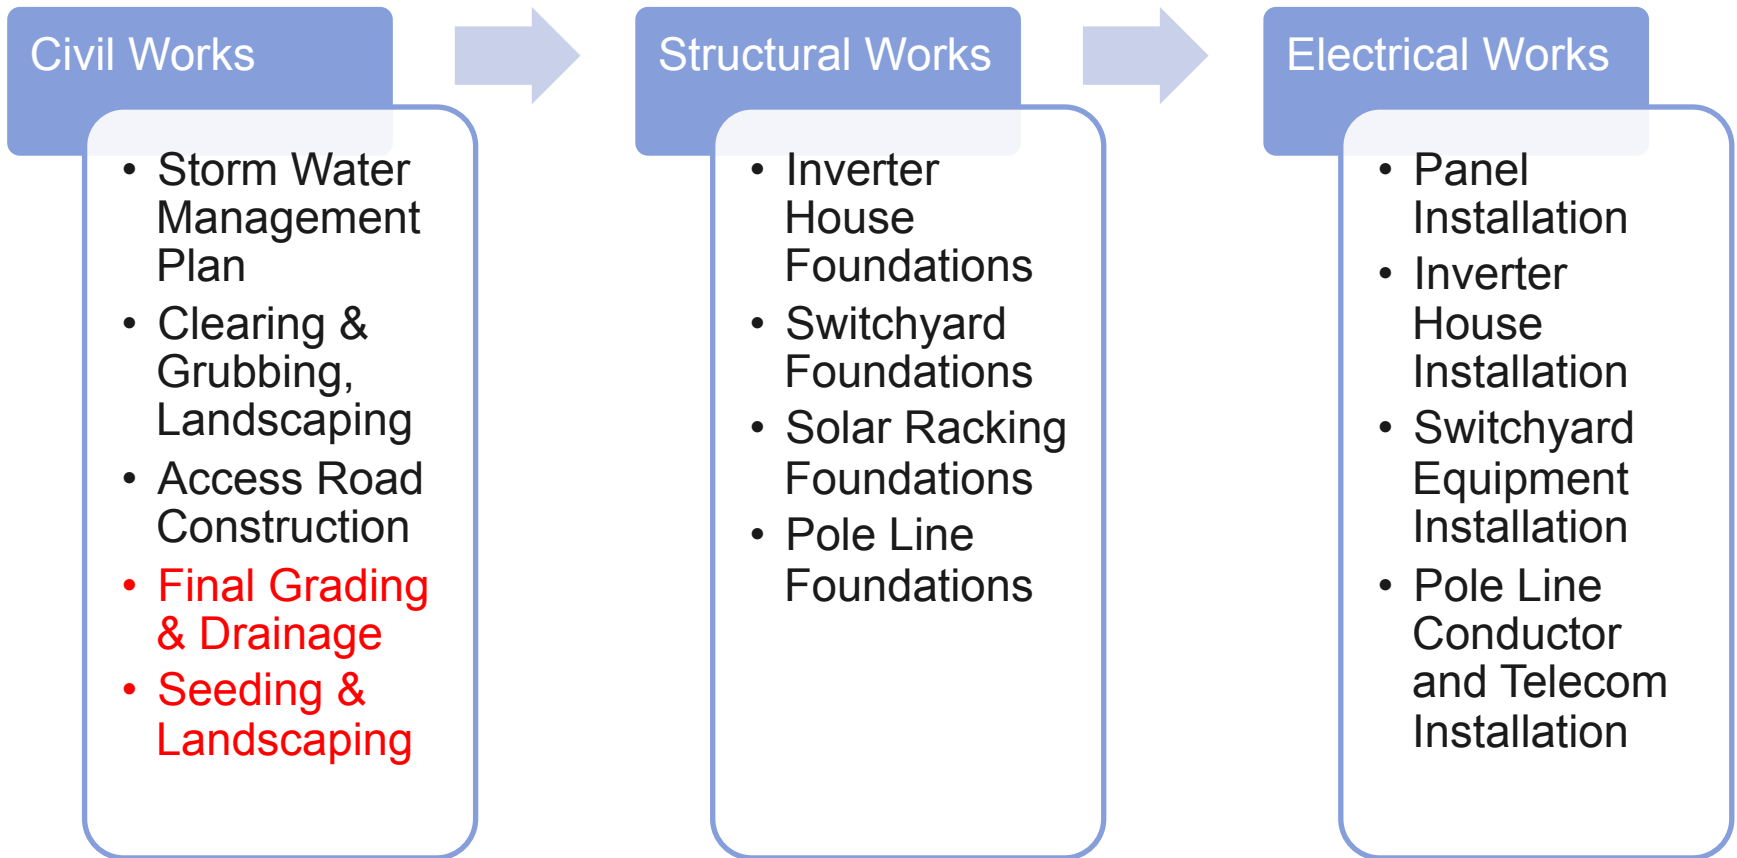 Civil Works
• Storm Water
Management
Plan
• Clearing &
Grubbing,
Landscaping
• Access Road
Construction
• Final Grading
& Drainage
• Seeding &
Landscaping
Structural Works
• Inverter
House
Foundations
• Switchyard
Foundations
• Solar Racking
Foundations
• Pole Line
Foundations
Electrical Works
• Panel
Installation
• Inverter
House
Installation
• Switchyard
Equipment
Installation
• Pole Line
Conductor
and Telecom
Installation